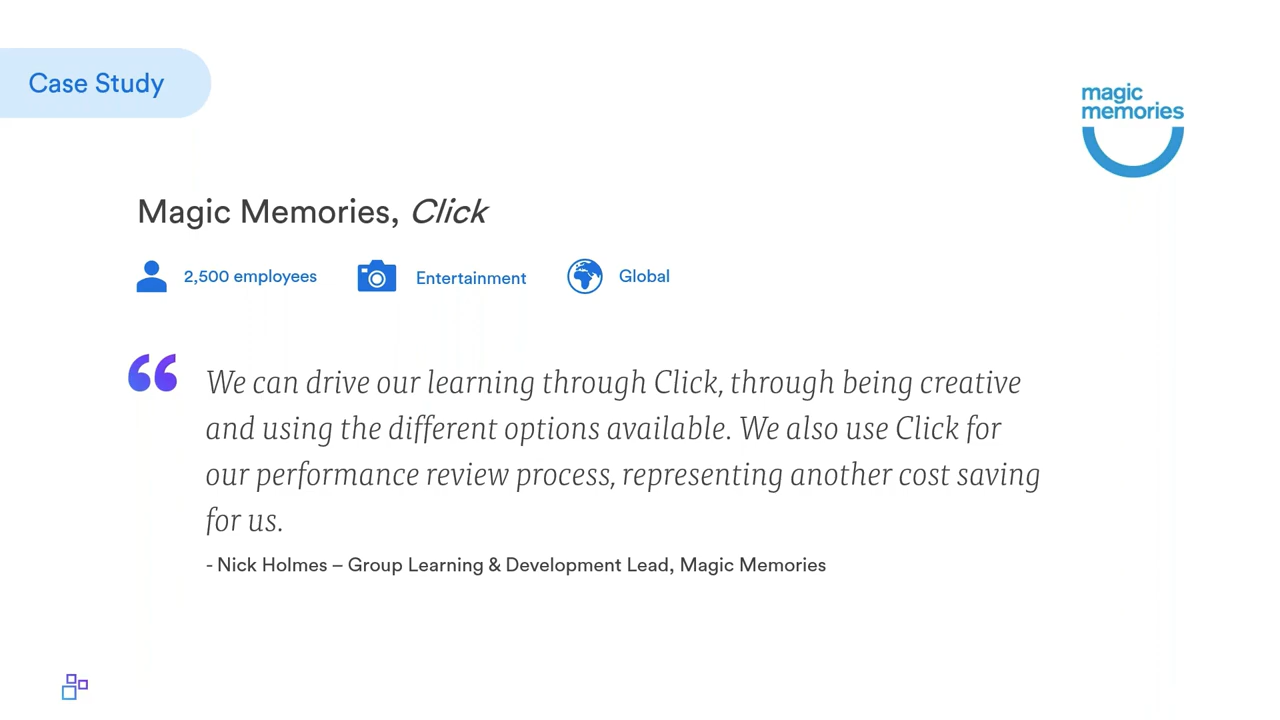 Case Study
magic
memories
Magic Memories, Click
2,500 employees
Entertainment
Global
“
We can drive our learning through Click, through being creative
and using the different options available. We also use Click for
our performance review process, representing another cost saving
for us.
- Nick Holmes – Group Learning & Development Lead, Magic Memories